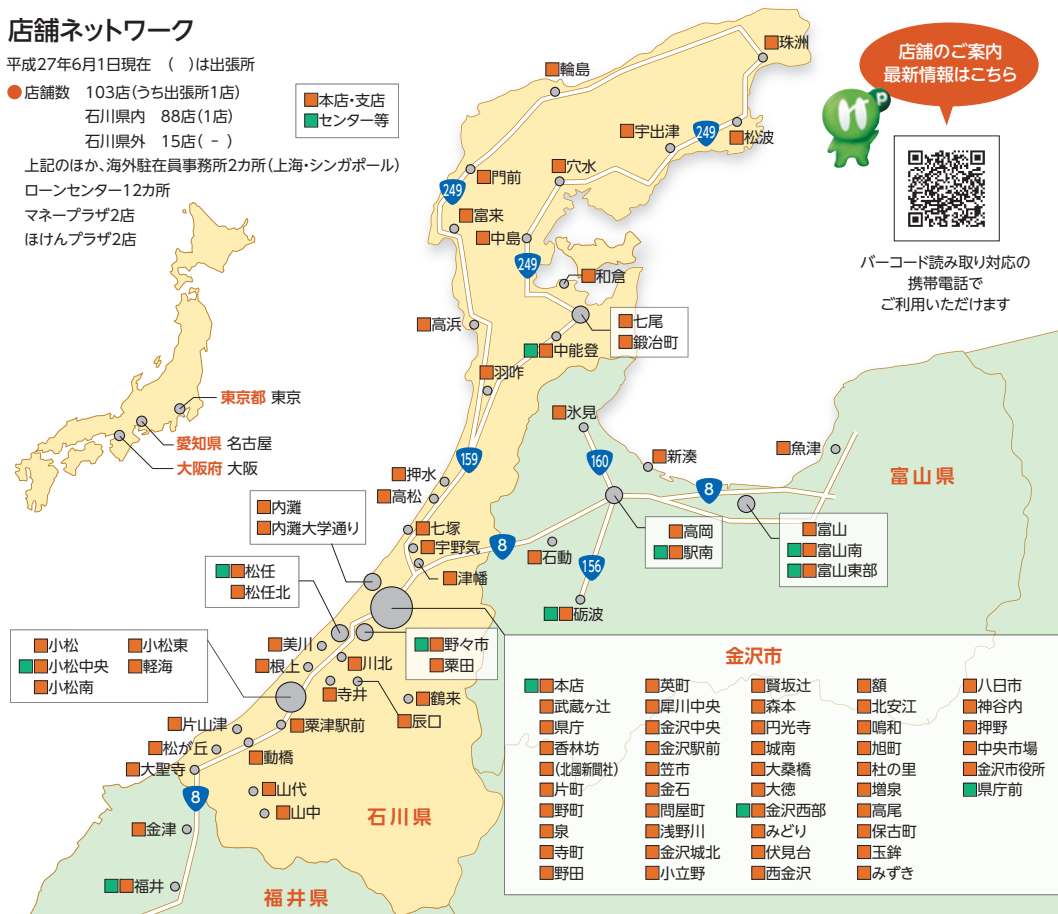 店舗ネットワーク
平成27年6月1日現在 ( )は出張所
店舗数 103店(うち出張所1店)
石川県内 88店(1店)
石川県外 15店( - )
上記のほか、海外駐在員事務所2カ所(上海・シンガポール)
ローンセンター12カ所
マネープラザ2店
ほけんプラザ2店
本店・支店
センター等
店舗のご案内
最新情報はこちら
P
バーコード読み取り対応の
携帯電話で
ご利用いただけます
東京都 東京
愛知県 名古屋
大阪府 大阪
珠洲
輪島
宇出津
249
松波
穴水
門前
249
富来
中島
249
和倉
七尾
鍛冶町
高浜
中能登
羽咋
氷見
159
160
新湊
魚津
富山県
押水
高松
8
内灘
内灘大学通り
七塚
宇野気
津幡
8
石動
156
高岡
駅南
富山
富山南
富山東部
砺波
松任
松任北
野々市
粟田
小松
小松東
小松中央
軽海
小松南
美川
根上
川北
寺井
鶴来
辰口
粟津駅前
片山津
松が丘
動橋
大聖寺
8
山代
山中
石川県
金津
福井
福井県
金沢市
本店
武蔵ヶ辻
県庁
香林坊
(北國新聞社)
片町
野町
泉
寺町
野田
英町
犀川中央
金沢中央
金沢駅前
笠市
金石
問屋町
浅野川
金沢城北
小立野
賢坂辻
森本
円光寺
城南
大桑橋
大徳
金沢西部
みどり
伏見台
西金沢
額
北安江
鳴和
旭町
杜の里
増泉
高尾
保古町
玉鉾
みずき
八日市
神谷内
押野
中央市場
金沢市役所
県庁前